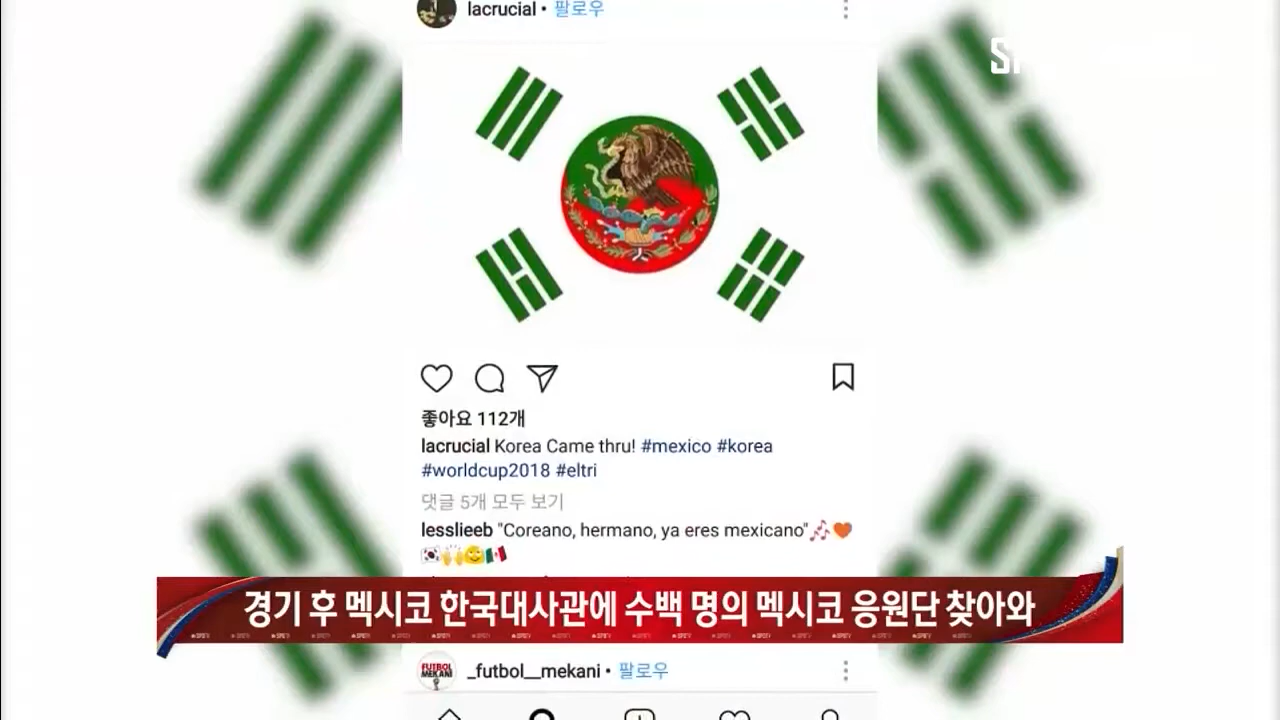 lacrucial • 팔로우
좋아요 112개
lacrucial Korea Came thru! #mexico #korea
#worldcup2018 #eltri
댓글 5개 모두 보기
lesslieeb "Coreano, hermano, ya eres mexicano"🎶🧡
🇰🇷🙌😊🇲🇽
경기 후 멕시코 한국대사관에 수백 명의 멕시코 응원단 찾아와
FUTBOL
MEKANI
_futbol__mekani • 팔로우